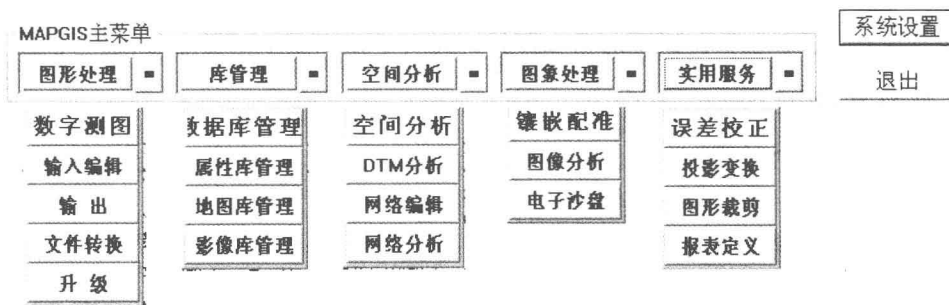 系统设置
MAPGIS主菜单
图形处理 库管理 空间分析 图象处理 实用服务
退出
数字测图 数据库管理 空间分析 镶嵌配准 误差校正
输入编辑 属性库管理 DTM分析 图像分析 投影变换
输出 地图库管理 网络编辑 电子沙盘 图形裁剪
文件转换 影像库管理 网络分析 报表定义
升级